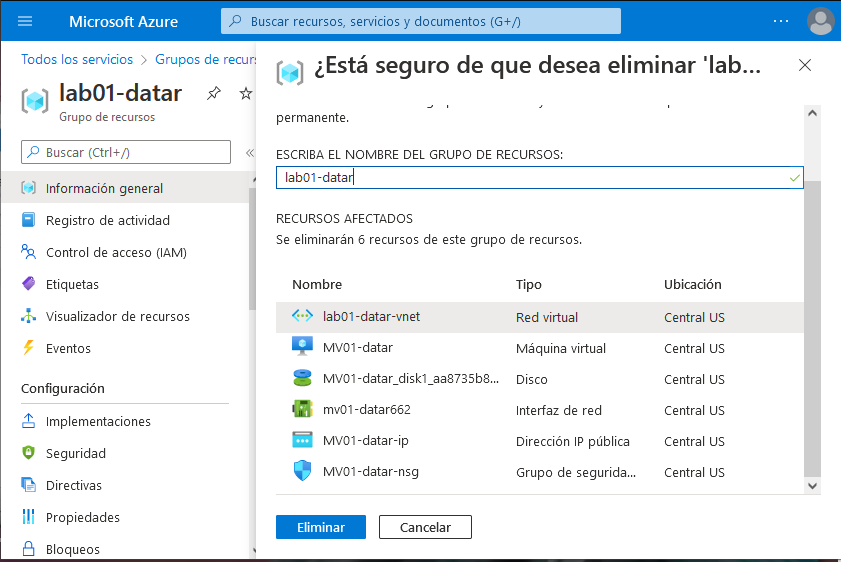 Microsoft Azure
Buscar recursos, servicios y documentos (G+/)
Todos los servicios
Grupos de recurs
lab01-datar
Grupo de recursos
Buscar (Ctrl+/)
Información general
Registro de actividad
Control de acceso (IAM)
Etiquetas
Visualizador de recursos
Eventos
Configuración
Implementaciones
Seguridad
Directivas
Propiedades
Bloqueos
¿Está seguro de que desea eliminar 'lab...
permanente.
ESCRIBA EL NOMBRE DEL GRUPO DE RECURSOS:
lab01-datar
RECURSOS AFECTADOS
Se eliminarán 6 recursos de este grupo de recursos.
Nombre Tipo Ubicación
lab01-datar-vnet Red virtual Central US
MV01-datar Máquina virtual Central US
MV01-datar_disk1_aa8735b8... Disco Central US
mv01-datar662 Interfaz de red Central US
MV01-datar-ip Dirección IP pública Central US
MV01-datar-nsg Grupo de segurida... Central US
Eliminar Cancelar